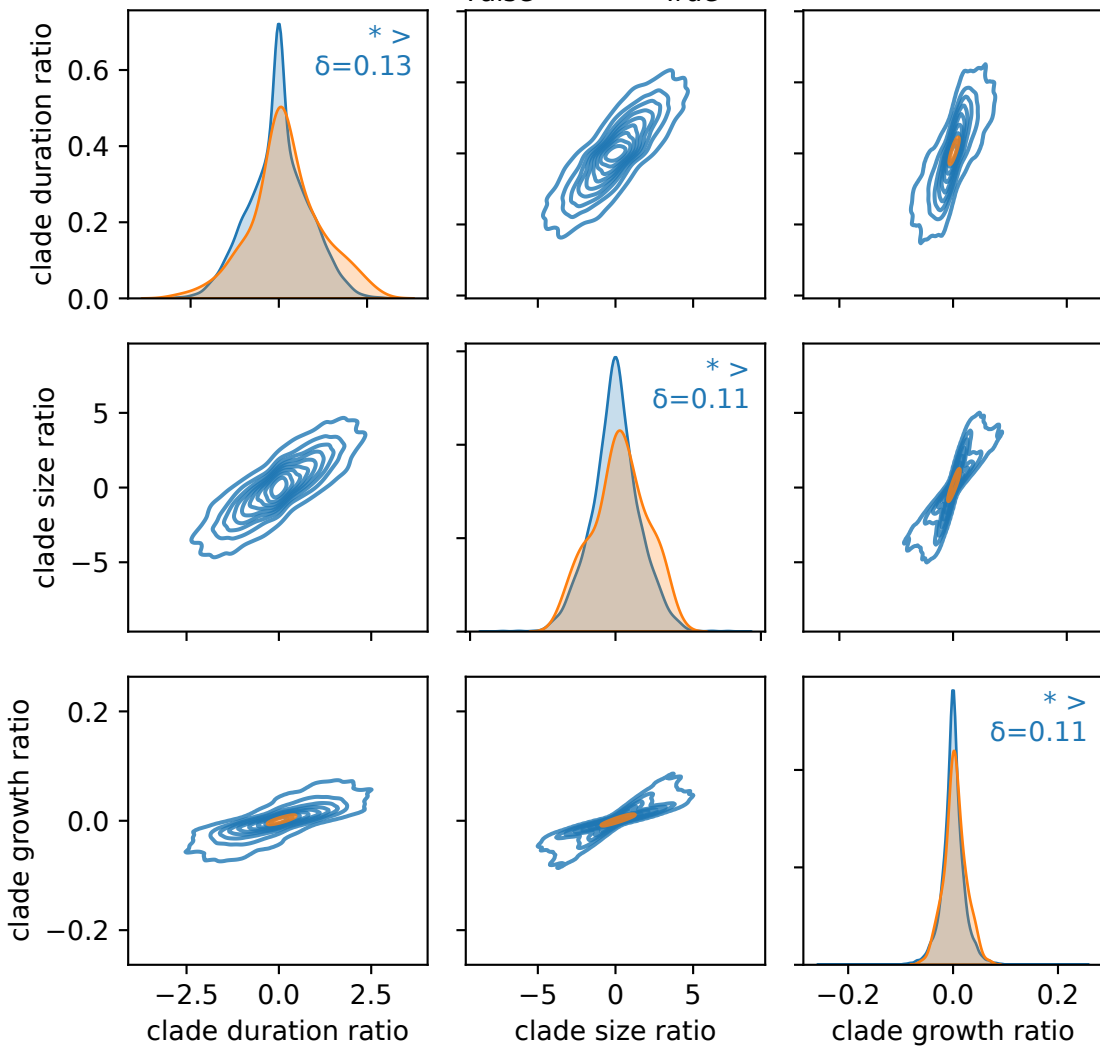 clade duration ratio
0.6
0.4
0.2
0.0
* >
δ=0.13
clade size ratio
5
0
−5
* >
δ=0.11
clade growth ratio
0.2
0.0
−0.2
* >
δ=0.11
−2.5 0.0 2.5
−5 0 5
−0.2 0.0 0.2
clade duration ratio
clade size ratio
clade growth ratio